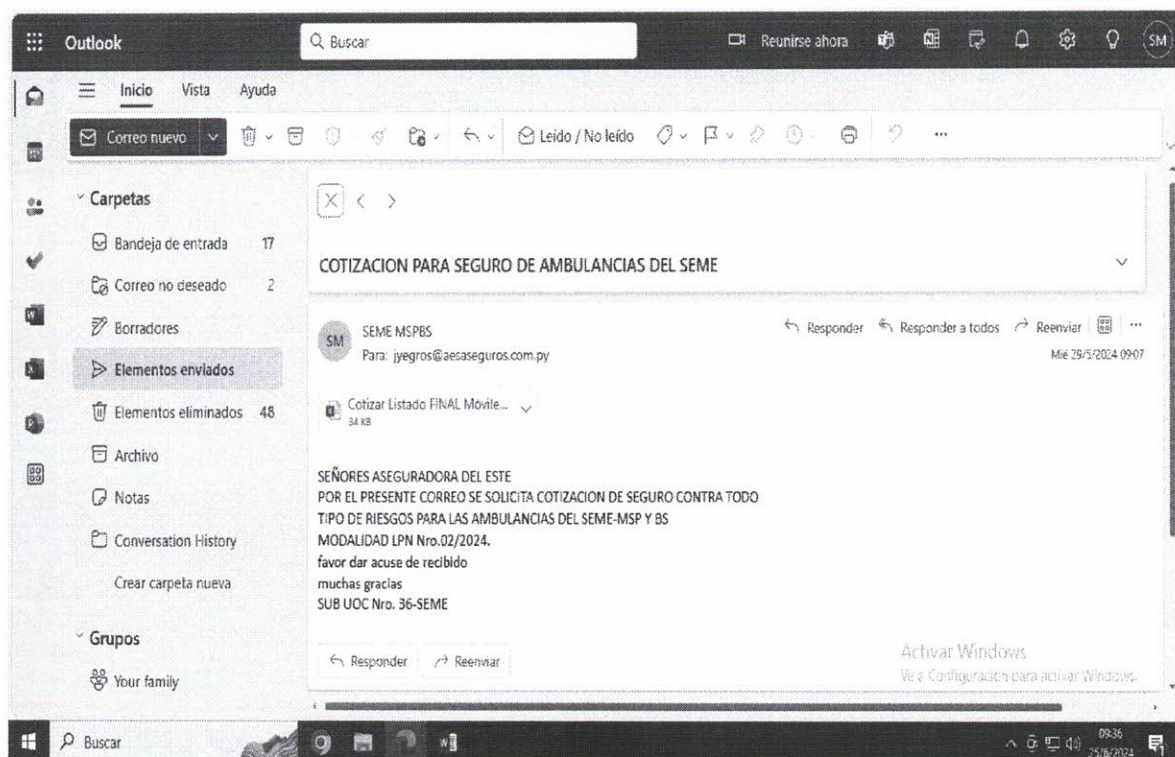 Outlook
Buscar
Reunirse ahora
SM
Inicio Vista Ayuda
Correo nuevo
Leído / No leído
Carpetas
Bandeja de entrada 17
Correo no deseado 2
Borradores
Elementos enviados
Elementos eliminados 48
Archivo
Notas
Conversation History
Crear carpeta nueva
Grupos
Your family
COTIZACION PARA SEGURO DE AMBULANCIAS DEL SEME
SM
SEME MSPBS
Para: jyegros@aesaseguros.com.py
Responder Responder a todos Reenviar
Mié 29/5/2024 09:07
Cotizar Listado FINAL Móvile...
34 KB
SEÑORES ASEGURADORA DEL ESTE
POR EL PRESENTE CORREO SE SOLICITA COTIZACION DE SEGURO CONTRA TODO
TIPO DE RIESGOS PARA LAS AMBULANCIAS DEL SEME-MSP Y BS
MODALIDAD LPN Nro.02/2024.
favor dar acuse de recibido
muchas gracias
SUB UOC Nro. 36-SEME
Responder Reenviar
Activar Windows
Ve a Configuración para activar Windows.
Buscar
09:36
25/6/2024